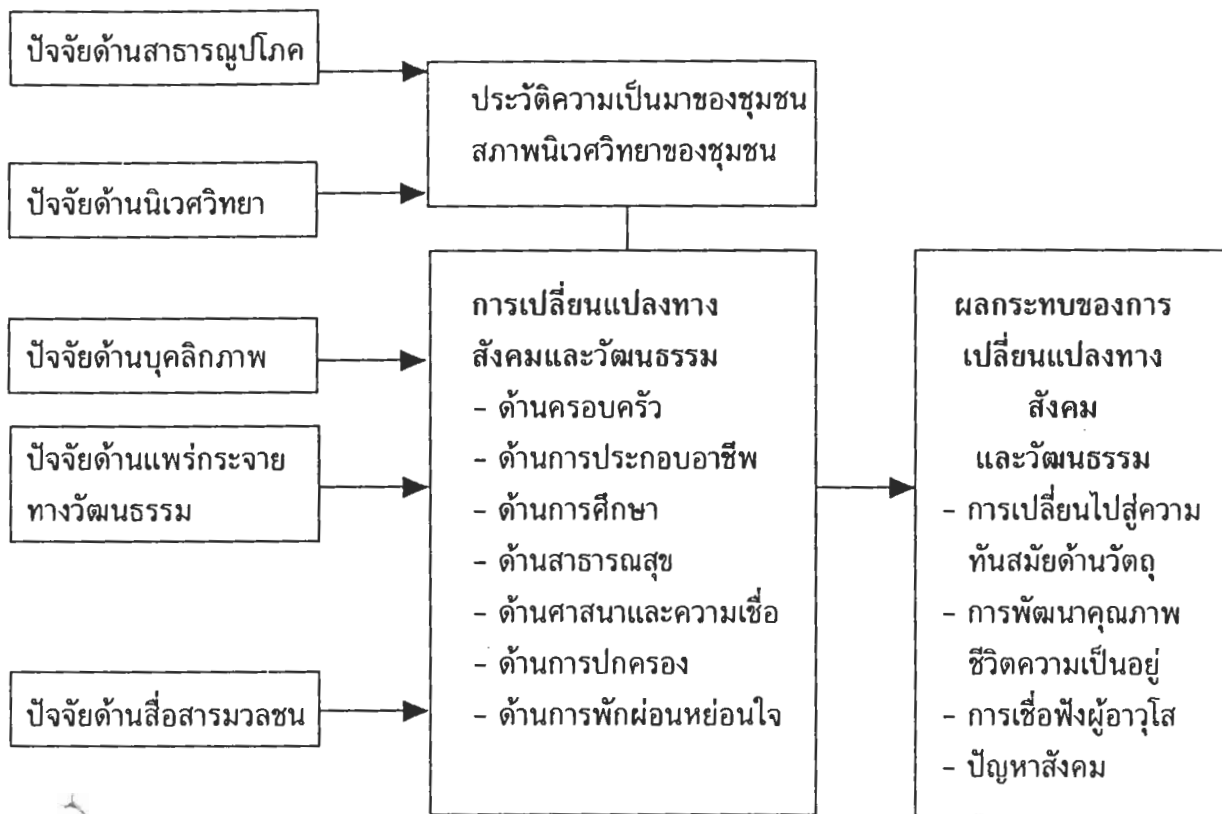 ปัจจัยด้านสาธารณูปโภค
ประวัติความเป็นมาของชุมชน
สภาพนิเวศวิทยาของชุมชน
ปัจจัยด้านนิเวศวิทยา
ปัจจัยด้านบุคลิกภาพ
ปัจจัยด้านแพร่กระจาย
ทางวัฒนธรรม
ปัจจัยด้านสื่อสารมวลชน
การเปลี่ยนแปลงทาง
สังคมและวัฒนธรรม
- ด้านครอบครัว
- ด้านการประกอบอาชีพ
- ด้านการศึกษา
- ด้านสาธารณสุข
- ด้านศาสนาและความเชื่อ
- ด้านการปกครอง
- ด้านการพักผ่อนหย่อนใจ
ผลกระทบของการ
เปลี่ยนแปลงทาง
สังคม
และวัฒนธรรม
- การเปลี่ยนไปสู่ความ
ทันสมัยด้านวัตถุ
- การพัฒนาคุณภาพ
ชีวิตความเป็นอยู่
- การเชื่อฟังผู้อาวุโส
- ปัญหาสังคม